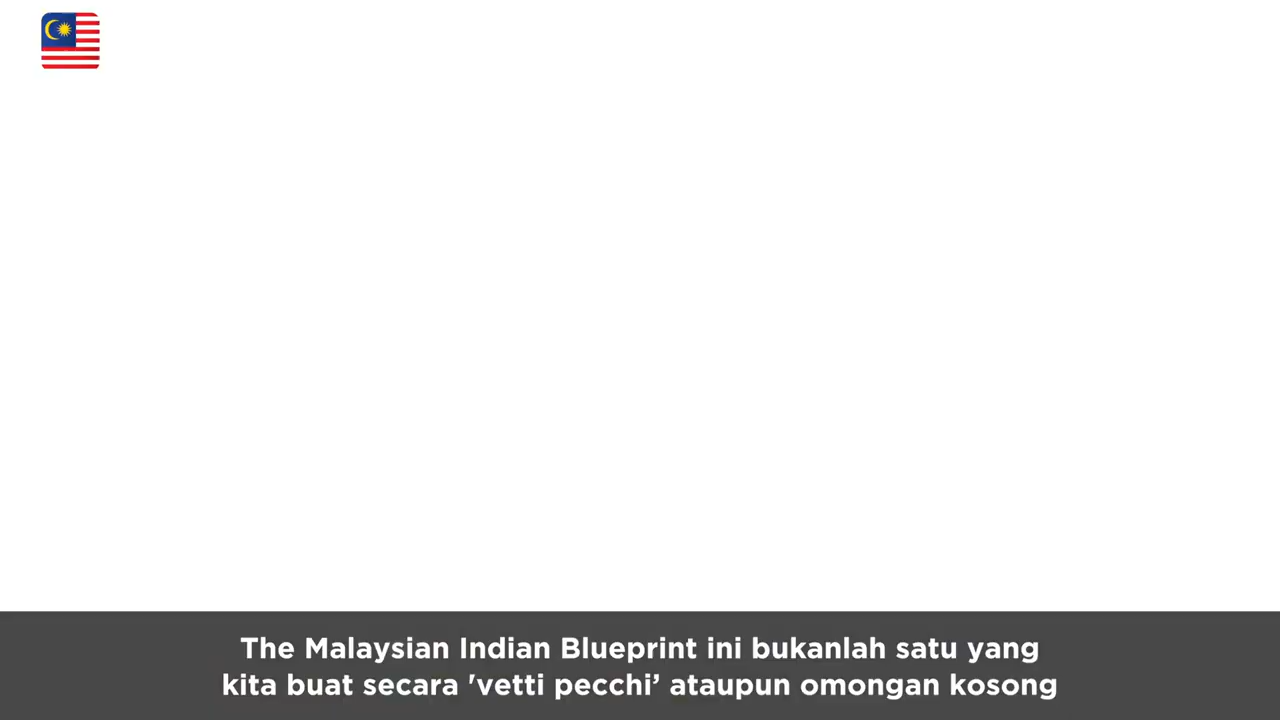 The Malaysian Indian Blueprint ini bukanlah satu yang
kita buat secara 'vetti pecchi’ ataupun omongan kosong